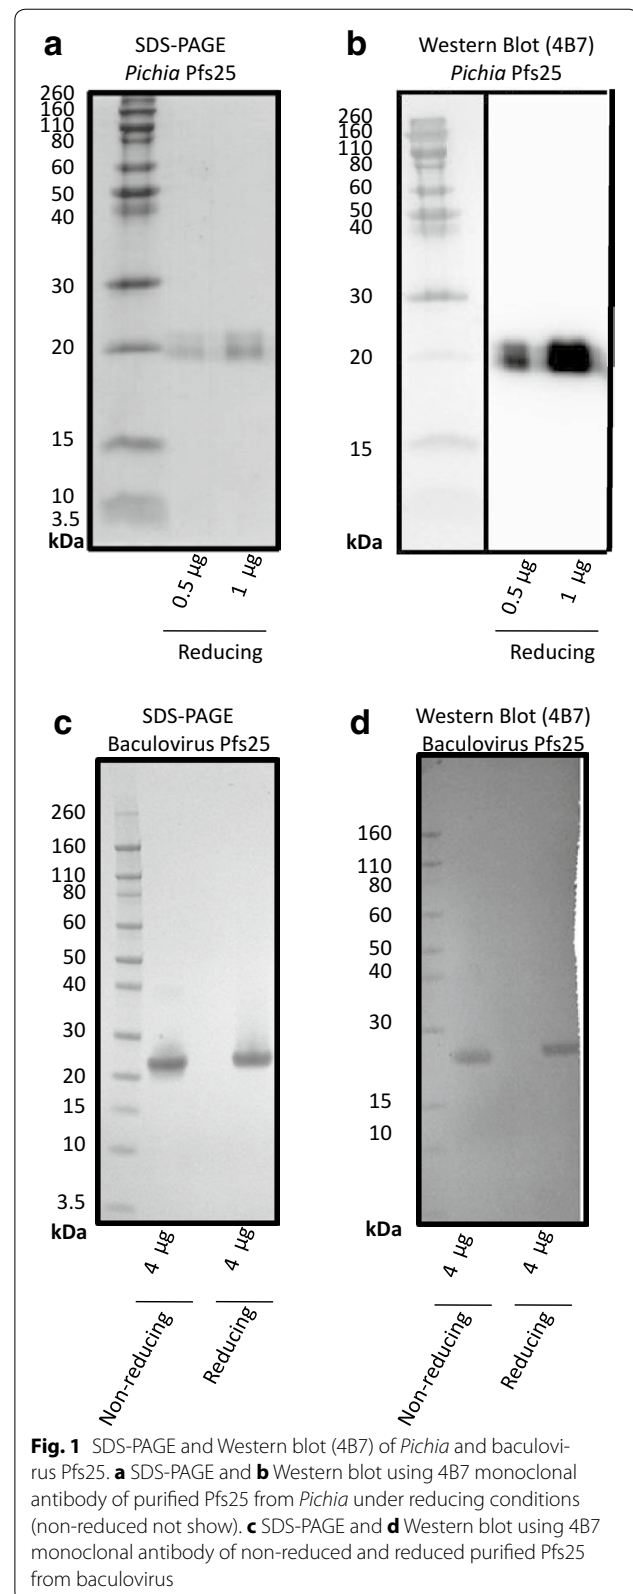 a
SDS-PAGE
Pichia Pfs25
260
160
110
80
60
50
40
30
20
15
10
3.5
kDa
0.5 µg
1 µg
Reducing
b
Western Blot (4B7)
Pichia Pfs25
260
160
110
80
60
50
40
30
20
15
kDa
0.5 µg
1 µg
Reducing
c
SDS-PAGE
Baculovirus Pfs25
260
160
110
80
60
50
40
30
20
15
10
3.5
kDa
4 µg
4 µg
Non-reducing
Reducing
d
Western Blot (4B7)
Baculovirus Pfs25
160
110
80
60
50
40
30
15
10
kDa
4 µg
4 µg
Non-reducing
Reducing
Fig. 1 SDS-PAGE and Western blot (4B7) of Pichia and baculovi-
rus Pfs25. a SDS-PAGE and b Western blot using 4B7 monoclonal
antibody of purified Pfs25 from Pichia under reducing conditions
(non-reduced not show). c SDS-PAGE and d Western blot using 4B7
monoclonal antibody of non-reduced and reduced purified Pfs25
from baculovirus